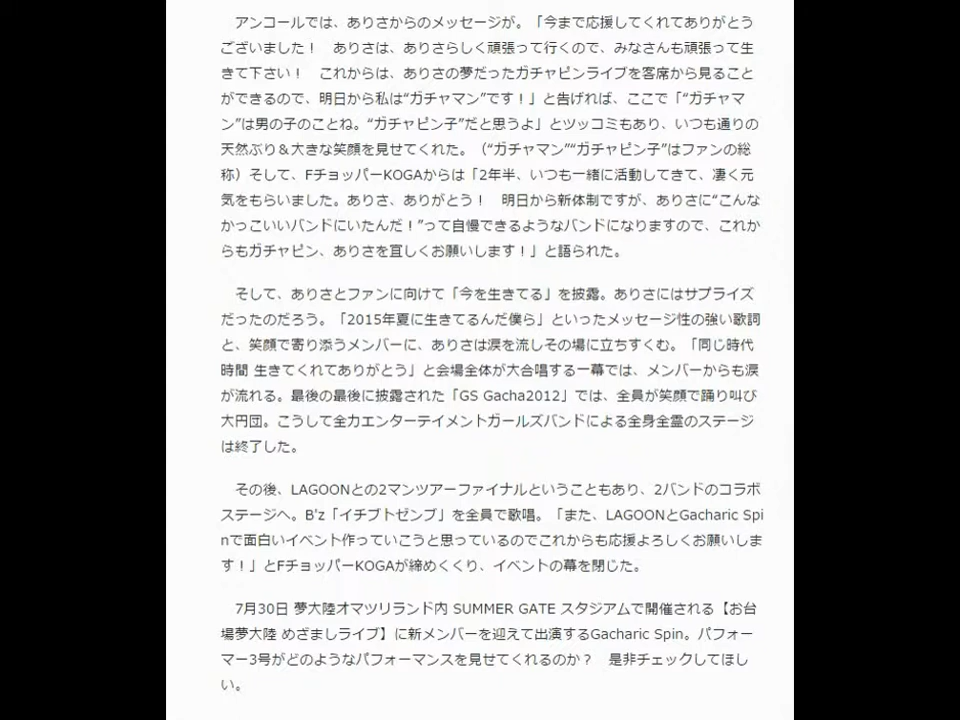 アンコールでは、ありさからのメッセージが。「今まで応援してくれてありがとう
ございました！　ありさは、ありさらしく頑張って行くので、みなさんも頑張って生
きて下さい！　これからは、ありさの夢だったガチャピンライブを客席から見ること
ができるので、明日から私は“ガチャマン”です！」と告げれば、ここで「“ガチャマ
ン”は男の子のことね。“ガチャピン子”だと思うよ」とツッコミもあり、いつも通りの
天然ぶり＆大きな笑顔を見せてくれた。（“ガチャマン”“ガチャピン子”はファンの総
称）そして、FチョッパーKOGAからは「2年半、いつも一緒に活動してきて、凄く元
気をもらいました。ありさ、ありがとう！　明日から新体制ですが、ありさに“こんな
かっこいいバンドにいたんだ！”って自慢できるようなバンドになりますので、これか
らもガチャピン、ありさを宜しくお願いします！」と語られた。
そして、ありさとファンに向けて「今を生きてる」を披露。ありさにはサプライズ
だったのだろう。「2015年夏に生きてるんだ僕ら」といったメッセージ性の強い歌詞
と、笑顔で寄り添うメンバーに、ありさは涙を流しその場に立ちすくむ。「同じ時代
時間 生きてくれてありがとう」と会場全体が大合唱する一幕では、メンバーからも涙
が流れる。最後の最後に披露された「GS Gacha2012」では、全員が笑顔で踊り叫び
大円団。こうして全力エンターテイメントガールズバンドによる全身全霊のステージ
は終了した。
その後、LAGOONとの2マンツアーファイナルということもあり、2バンドのコラボ
ステージへ。B'z「イチブトゼンブ」を全員で歌唱。「また、LAGOONとGacharic Spi
nで面白いイベント作っていこうと思っているのでこれからも応援よろしくお願いしま
す！」とFチョッパーKOGAが締めくくり、イベントの幕を閉じた。
7月30日 夢大陸オマツリランド内 SUMMER GATE スタジアムで開催される【お台
場夢大陸 めざましライブ】に新メンバーを迎えて出演するGacharic Spin。パフォー
マー3号がどのようなパフォーマンスを見せてくれるのか？　是非チェックしてほし
い。